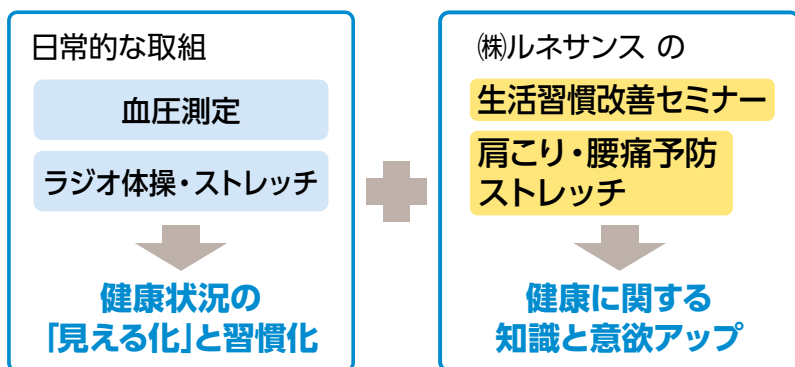 日常的な取組
血圧測定
ラジオ体操・ストレッチ
健康状況の
「見える化」と習慣化
㈱ルネサンス の
生活習慣改善セミナー
肩こり・腰痛予防
ストレッチ
健康に関する
知識と意欲アップ